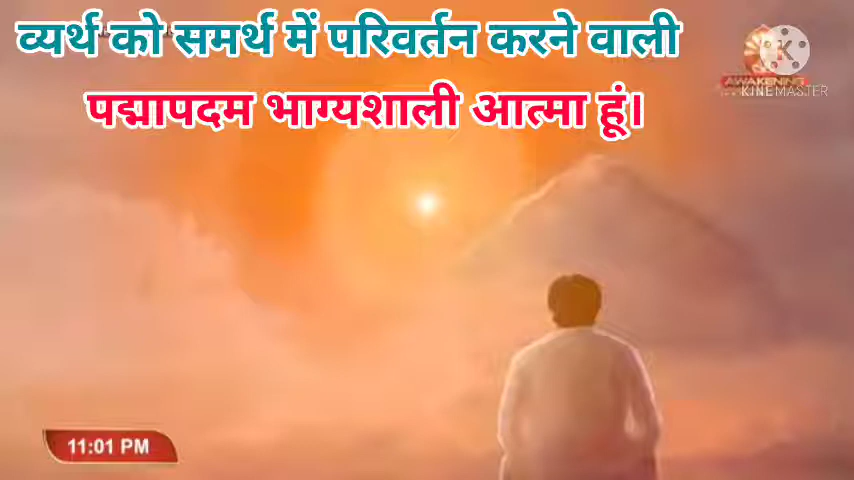 व्यर्थ को समर्थ में परिवर्तन करने वाली
पद्मापदम भाग्यशाली आत्मा हूं।
K
AWAKENING
KINEMASTER
11:01 PM